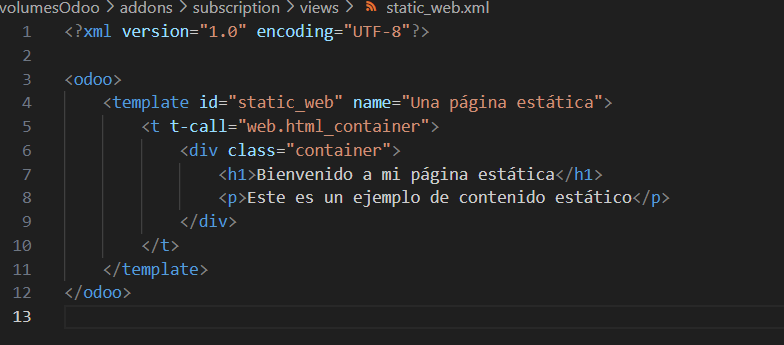 volumesOdoo > addons > subscription > views > static_web.xml
1 <?xml version="1.0" encoding="UTF-8"?>
2
3 <odoo>
4 <template id="static_web" name="Una página estática">
5 <t t-call="web.html_container">
6 <div class="container">
7 <h1>Bienvenido a mi página estática</h1>
8 <p>Este es un ejemplo de contenido estático</p>
9 </div>
10 </t>
11 </template>
12 </odoo>
13